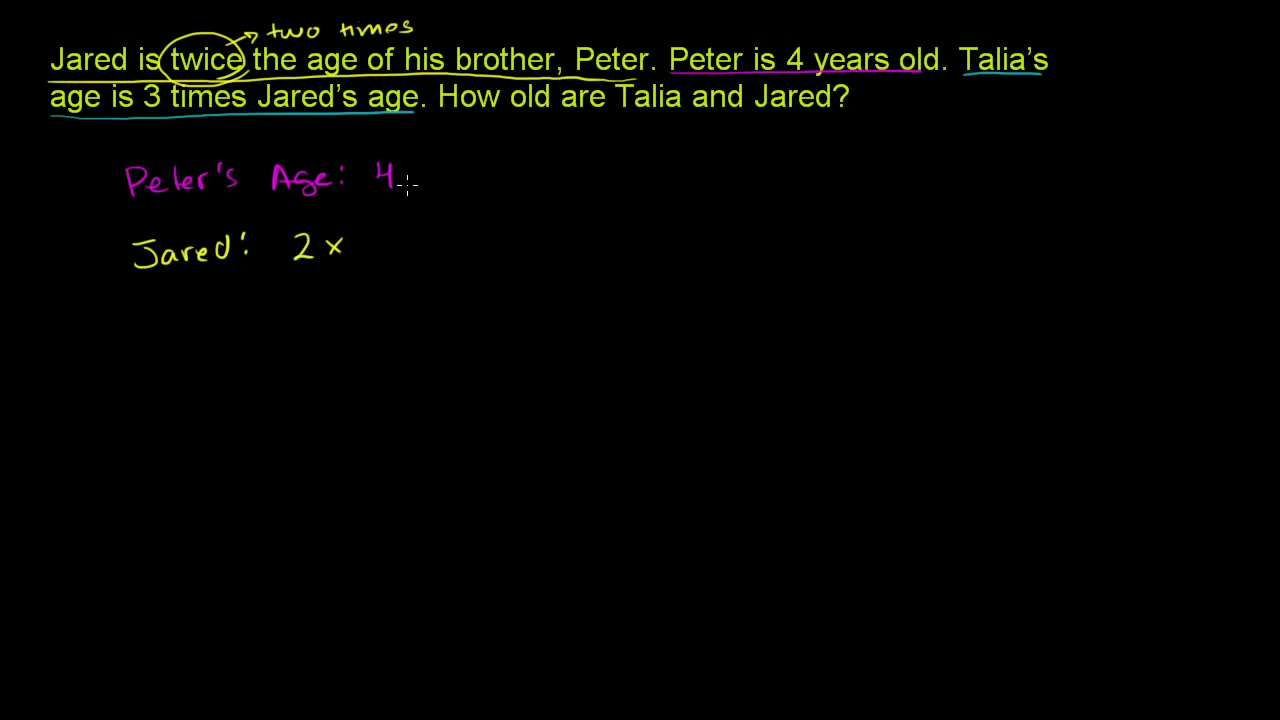 two times
Jared is twice the age of his brother, Peter. Peter is 4 years old. Talia’s
age is 3 times Jared’s age. How old are Talia and Jared?
Peter's Age: 4
Jared: 2 x